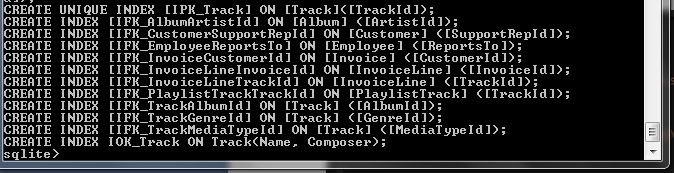 CREATE UNIQUE INDEX [IPK_Track] ON [Track]([TrackId]);
CREATE INDEX [IFK_AlbumArtistId] ON [Album] ([ArtistId]);
CREATE INDEX [IFK_CustomerSupportRepId] ON [Customer] ([SupportRepId]);
CREATE INDEX [IFK_EmployeeReportsTo] ON [Employee] ([ReportsTo]);
CREATE INDEX [IFK_InvoiceCustomerId] ON [Invoice] ([CustomerId]);
CREATE INDEX [IFK_InvoiceLineInvoiceId] ON [InvoiceLine] ([InvoiceId]);
CREATE INDEX [IFK_InvoiceLineTrackId] ON [InvoiceLine] ([TrackId]);
CREATE INDEX [IFK_PlaylistTrackTrackId] ON [PlaylistTrack] ([TrackId]);
CREATE INDEX [IFK_TrackAlbumId] ON [Track] ([AlbumId]);
CREATE INDEX [IFK_TrackGenreId] ON [Track] ([GenreId]);
CREATE INDEX [IFK_TrackMediaTypeId] ON [Track] ([MediaTypeId]);
CREATE INDEX IOK_Track ON Track(Name, Composer);
sqlite>